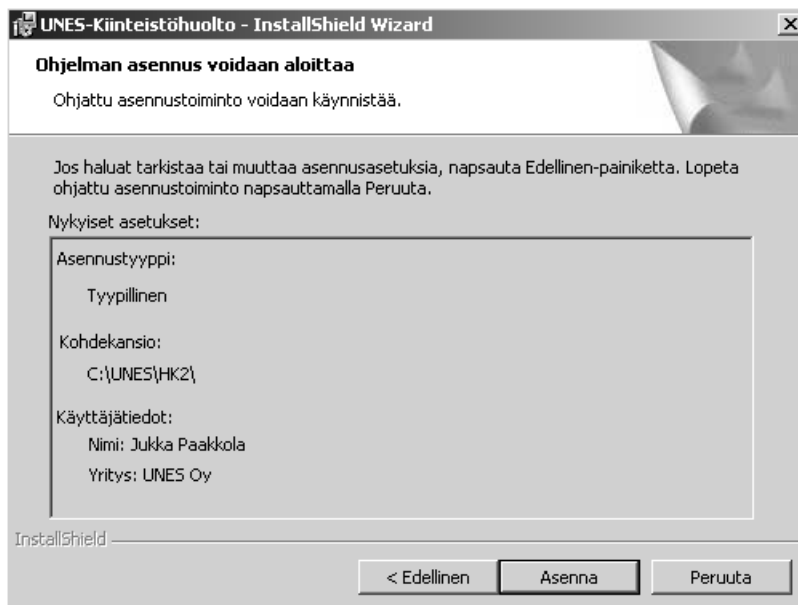 UNES-Kiinteistöhuolto - InstallShield Wizard
Ohjelman asennus voidaan aloittaa
Ohjattu asennustoiminto voidaan käynnistää.
Jos haluat tarkistaa tai muuttaa asennusasetuksia, napsauta Edellinen-painiketta. Lopeta
ohjattu asennustoiminto napsauttamalla Peruuta.
Nykyiset asetukset:
Asennustyyppi:
Tyypillinen
Kohdekansio:
C:\UNES\HK2\
Käyttäjätiedot:
Nimi: Jukka Paakkola
Yritys: UNES Oy
InstallShield
< Edellinen
Asenna
Peruuta